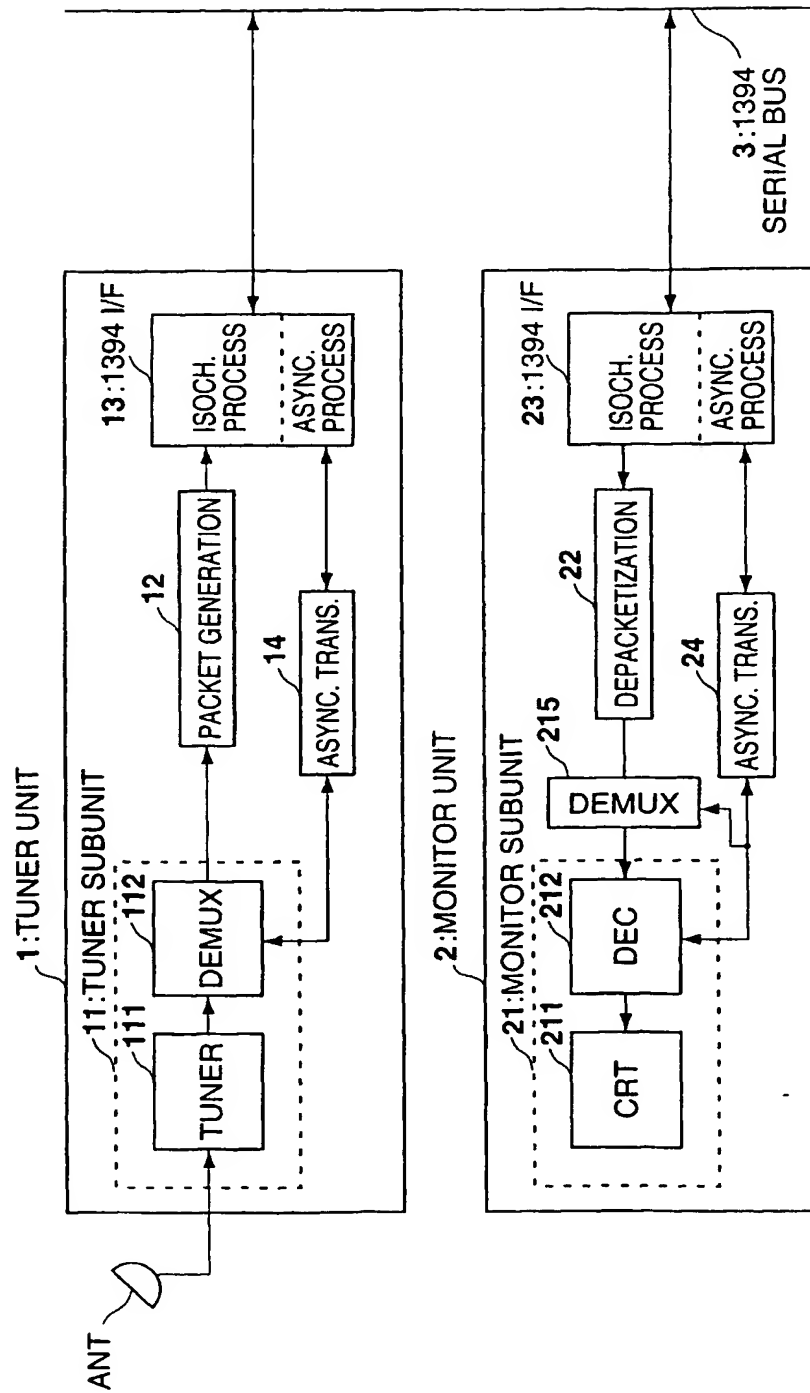 ANT
1:TUNER UNIT
11:TUNER SUBUNIT
111
TUNER
112
DEMUX
12
PACKET GENERATION
14
ASYNC. TRANS.
13:1394 I/F
ISOCH.
PROCESS
ASYNC.
PROCESS
2:MONITOR UNIT
21:MONITOR SUBUNIT
211
CRT
212
DEC
215
DEMUX
22
DEPACKETIZATION
24
ASYNC. TRANS.
23:1394 I/F
ISOCH.
PROCESS
ASYNC.
PROCESS
3:1394
SERIAL BUS